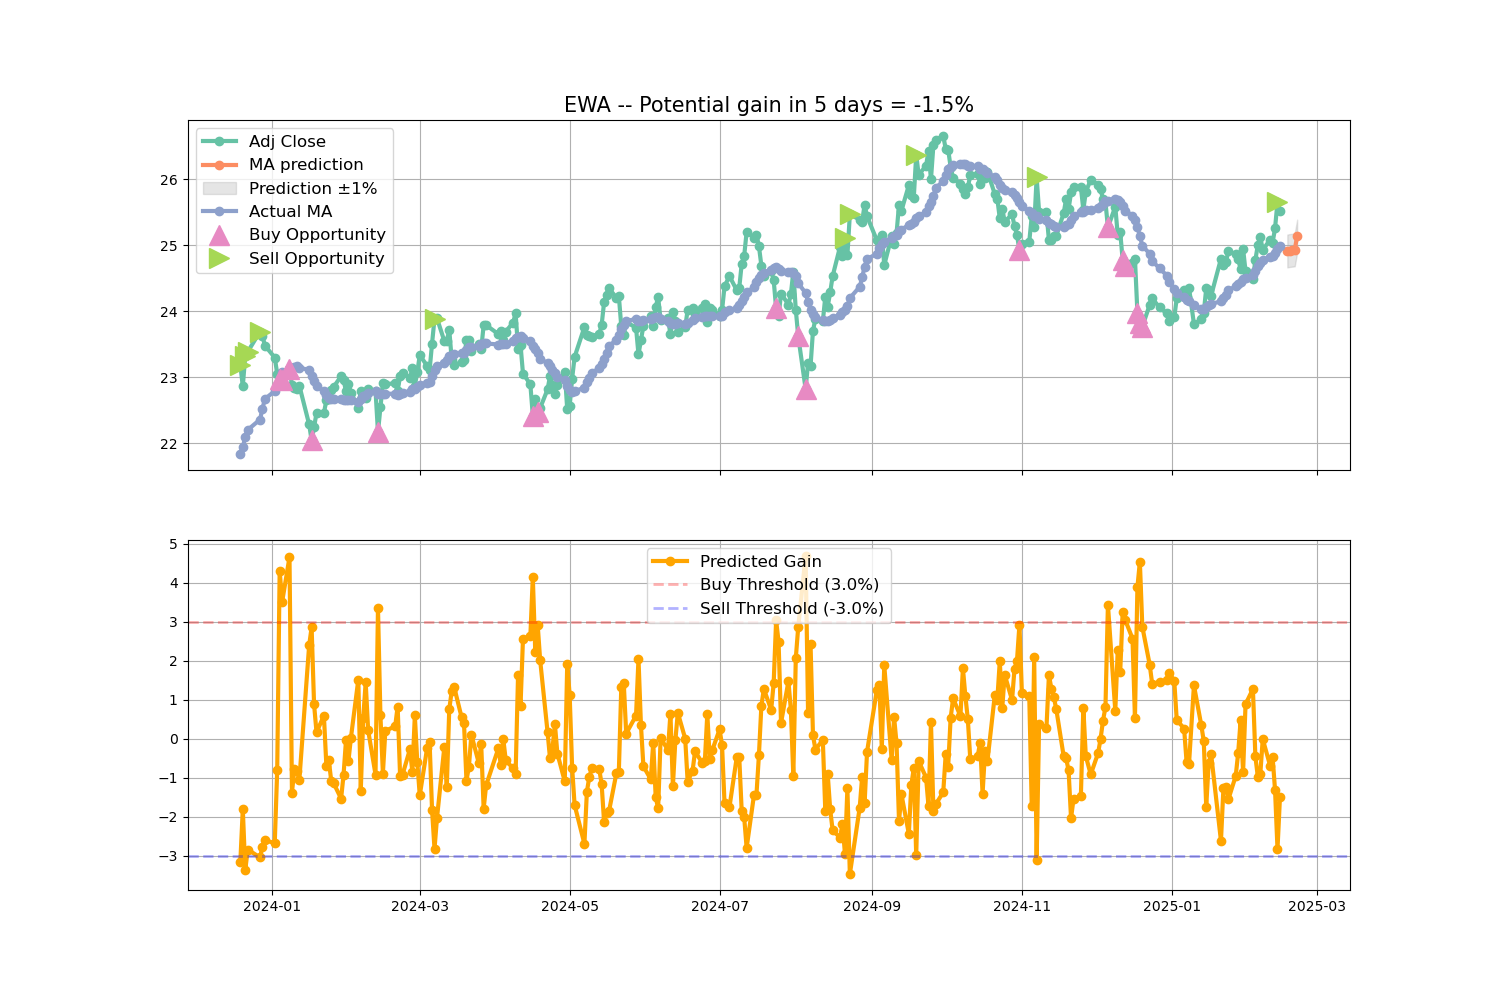 EWA -- Potential gain in 5 days = -1.5%
Adj Close
MA prediction
Prediction ±1%
Actual MA
Buy Opportunity
Sell Opportunity
26
25
24
23
22
Predicted Gain
Buy Threshold (3.0%)
Sell Threshold (-3.0%)
5
4
3
2
1
0
−1
−2
−3
2024-01 2024-03 2024-05 2024-07 2024-09 2024-11 2025-01 2025-03